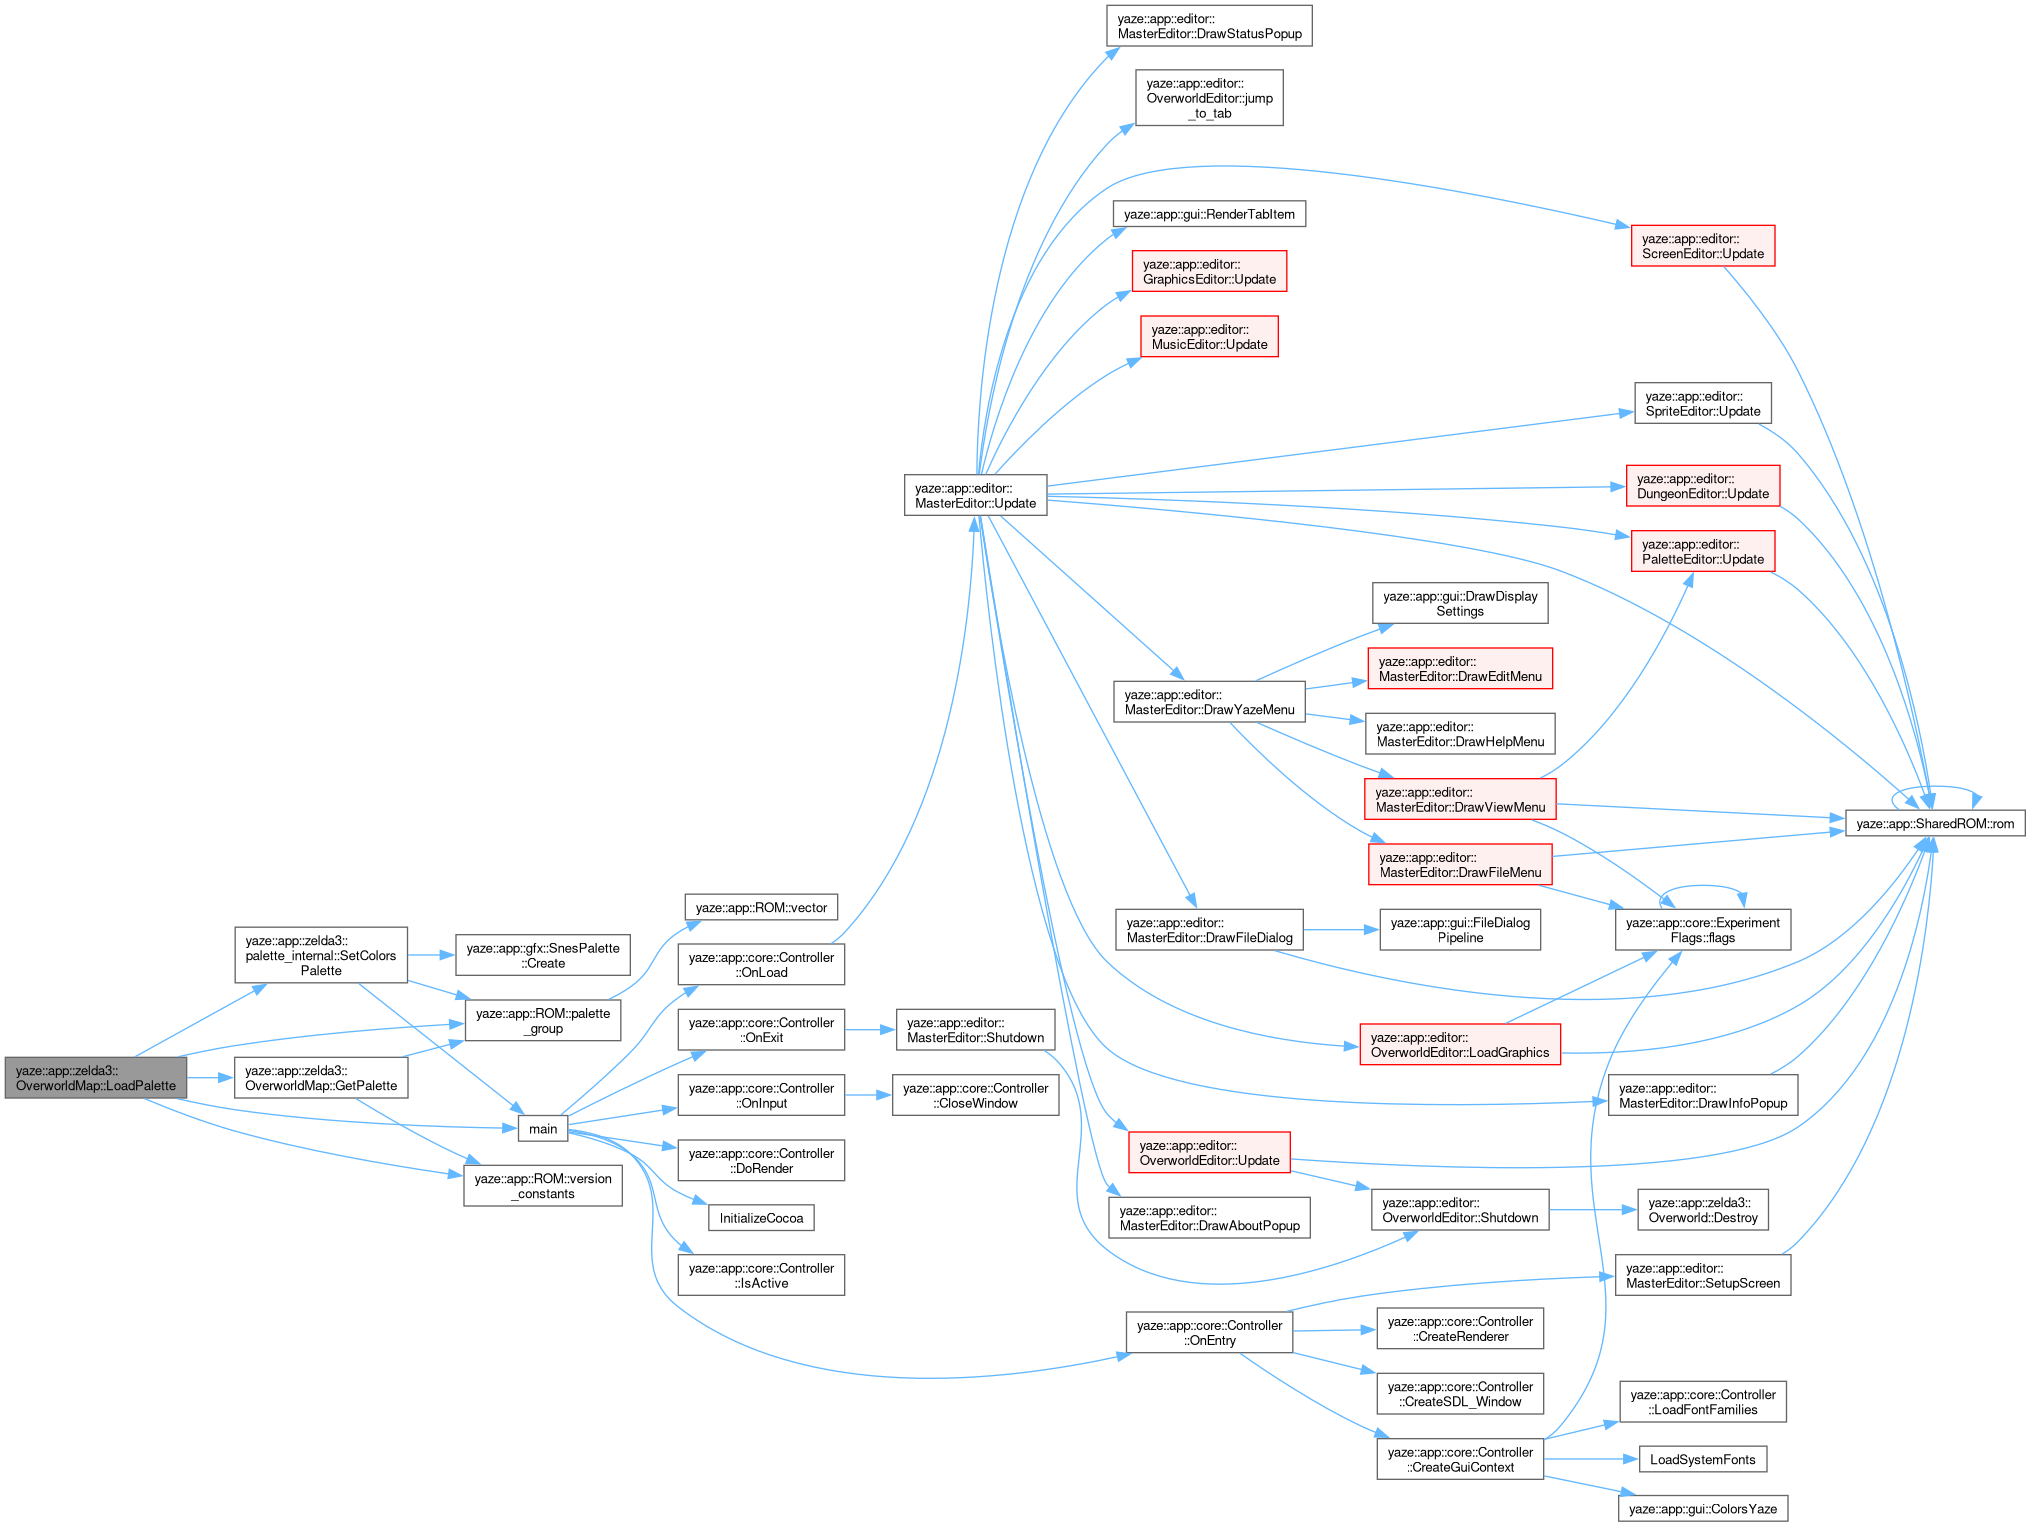 yaze::app::editor::
MasterEditor::DrawStatusPopup
yaze::app::editor::
OverworldEditor::jump
_to_tab
yaze::app::gui::RenderTabItem
yaze::app::editor::
ScreenEditor::Update
yaze::app::editor::
GraphicsEditor::Update
yaze::app::editor::
MusicEditor::Update
yaze::app::editor::
SpriteEditor::Update
yaze::app::editor::
MasterEditor::Update
yaze::app::editor::
DungeonEditor::Update
yaze::app::editor::
PaletteEditor::Update
yaze::app::gui::DrawDisplay
Settings
yaze::app::editor::
MasterEditor::DrawEditMenu
yaze::app::editor::
MasterEditor::DrawYazeMenu
yaze::app::editor::
MasterEditor::DrawHelpMenu
yaze::app::editor::
MasterEditor::DrawViewMenu
yaze::app::SharedROM::rom
yaze::app::editor::
MasterEditor::DrawFileMenu
yaze::app::ROM::vector
yaze::app::editor::
MasterEditor::DrawFileDialog
yaze::app::gui::FileDialog
Pipeline
yaze::app::core::Experiment
Flags::flags
yaze::app::zelda3::
palette_internal::SetColors
Palette
yaze::app::gfx::SnesPalette
::Create
yaze::app::core::Controller
::OnLoad
yaze::app::ROM::palette
_group
yaze::app::core::Controller
::OnExit
yaze::app::editor::
MasterEditor::Shutdown
yaze::app::editor::
OverworldEditor::LoadGraphics
yaze::app::zelda3::
OverworldMap::LoadPalette
yaze::app::zelda3::
OverworldMap::GetPalette
yaze::app::core::Controller
::OnInput
yaze::app::core::Controller
::CloseWindow
yaze::app::editor::
MasterEditor::DrawInfoPopup
main
yaze::app::core::Controller
::DoRender
yaze::app::editor::
OverworldEditor::Update
yaze::app::ROM::version
_constants
InitializeCocoa
yaze::app::editor::
MasterEditor::DrawAboutPopup
yaze::app::editor::
OverworldEditor::Shutdown
yaze::app::zelda3::
Overworld::Destroy
yaze::app::core::Controller
::IsActive
yaze::app::editor::
MasterEditor::SetupScreen
yaze::app::core::Controller
::OnEntry
yaze::app::core::Controller
::CreateRenderer
yaze::app::core::Controller
::CreateSDL_Window
yaze::app::core::Controller
::LoadFontFamilies
yaze::app::core::Controller
::CreateGuiContext
LoadSystemFonts
yaze::app::gui::ColorsYaze